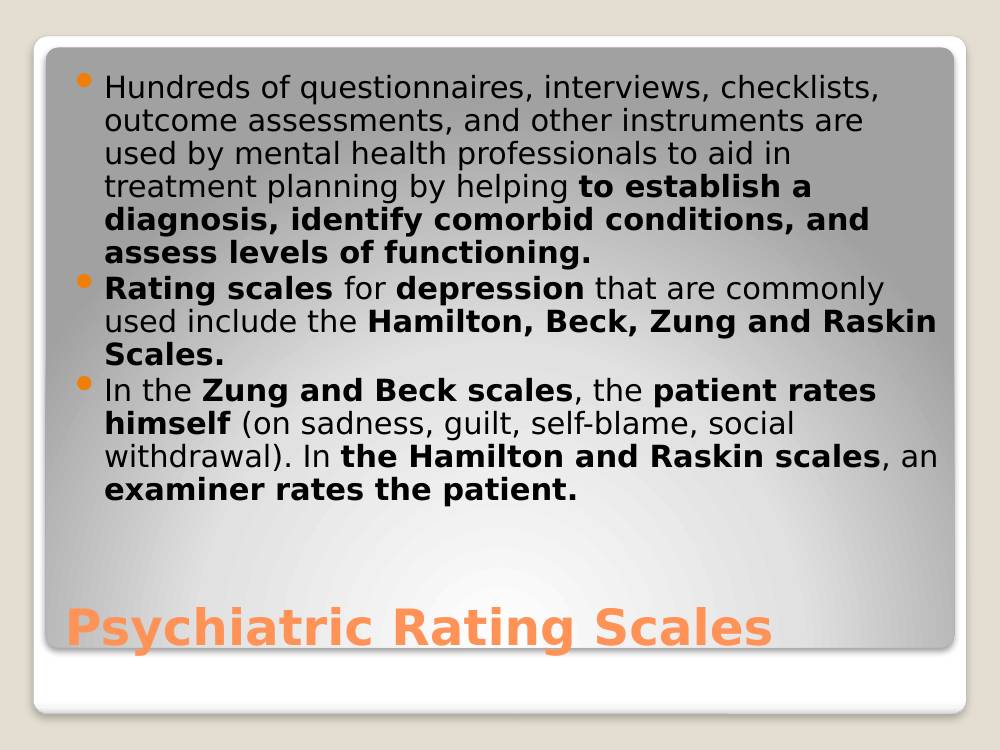 Hundreds of questionnaires, interviews, checklists,
outcome assessments, and other instruments are
used by mental health professionals to aid in
treatment planning by helping to establish a
diagnosis, identify comorbid conditions, and
assess levels of functioning.
Rating scales for depression that are commonly
used include the Hamilton, Beck, Zung and Raskin
Scales.
In the Zung and Beck scales, the patient rates
himself (on sadness, guilt, self-blame, social
withdrawal). In the Hamilton and Raskin scales, an
examiner rates the patient.
Psychiatric Rating Scales